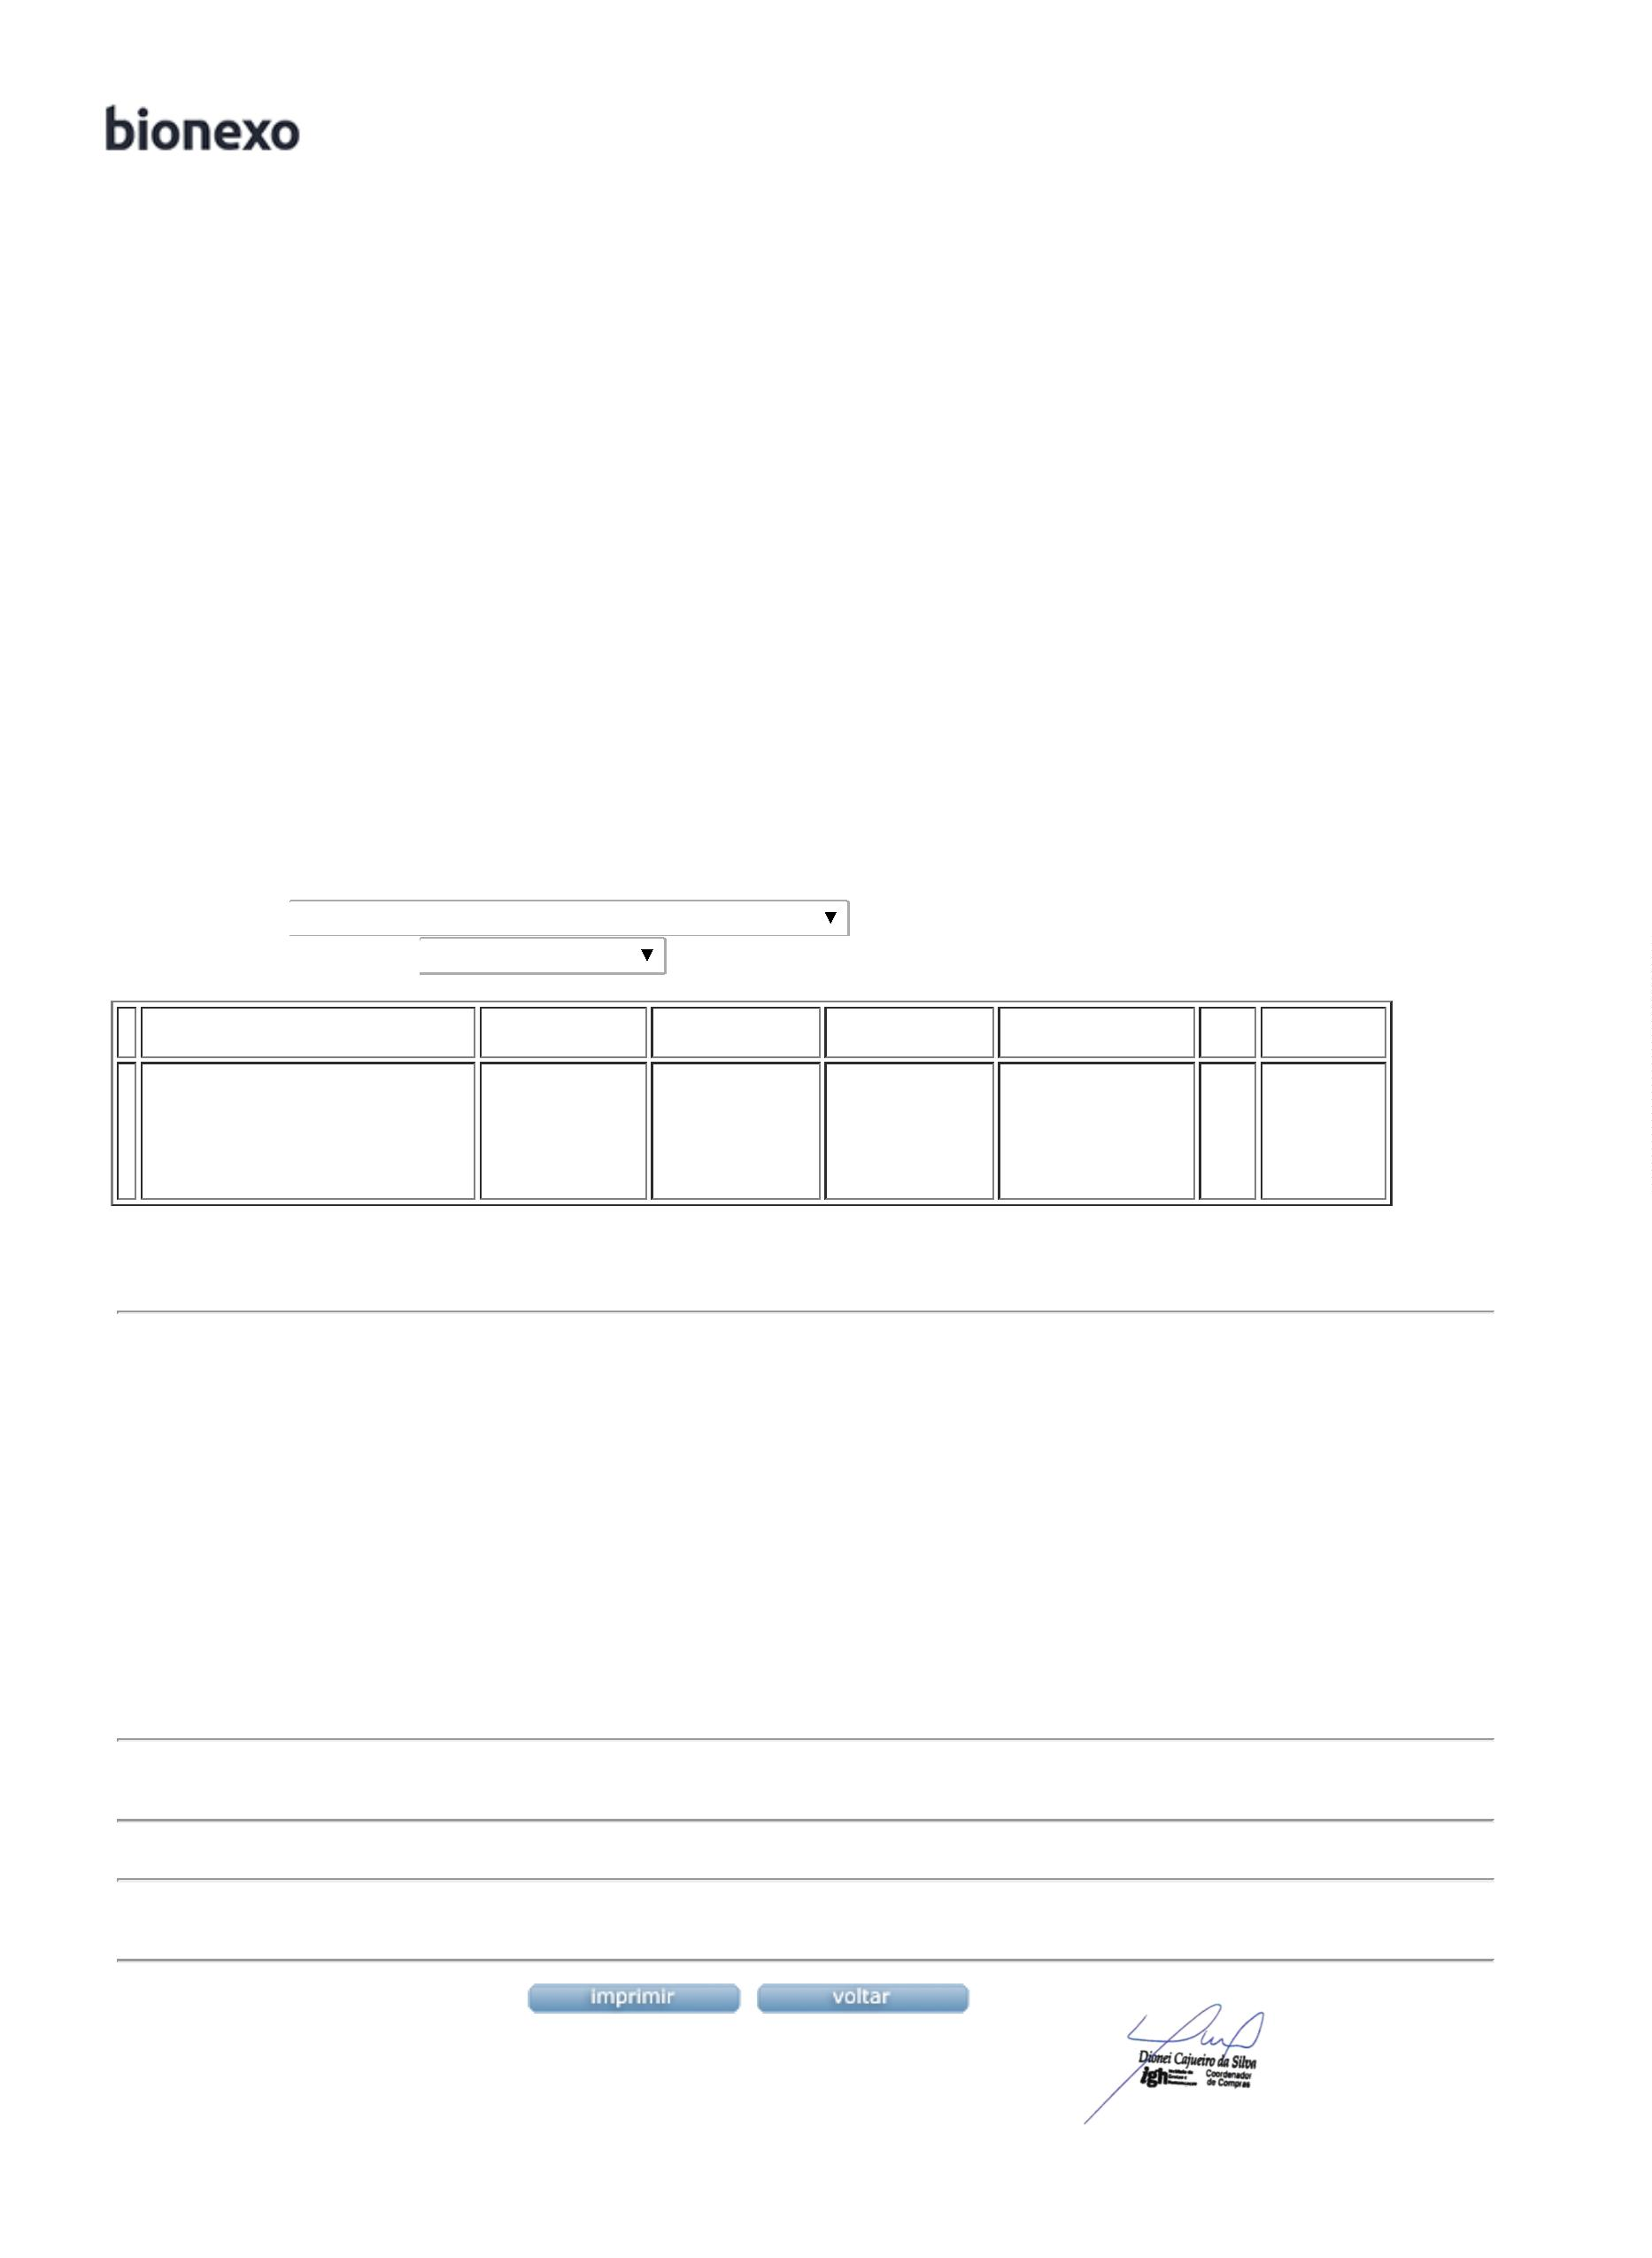 bionexo
imprimir
voltar
Dionei Cajueiro da Silva
igh
Coordenador
de Compras